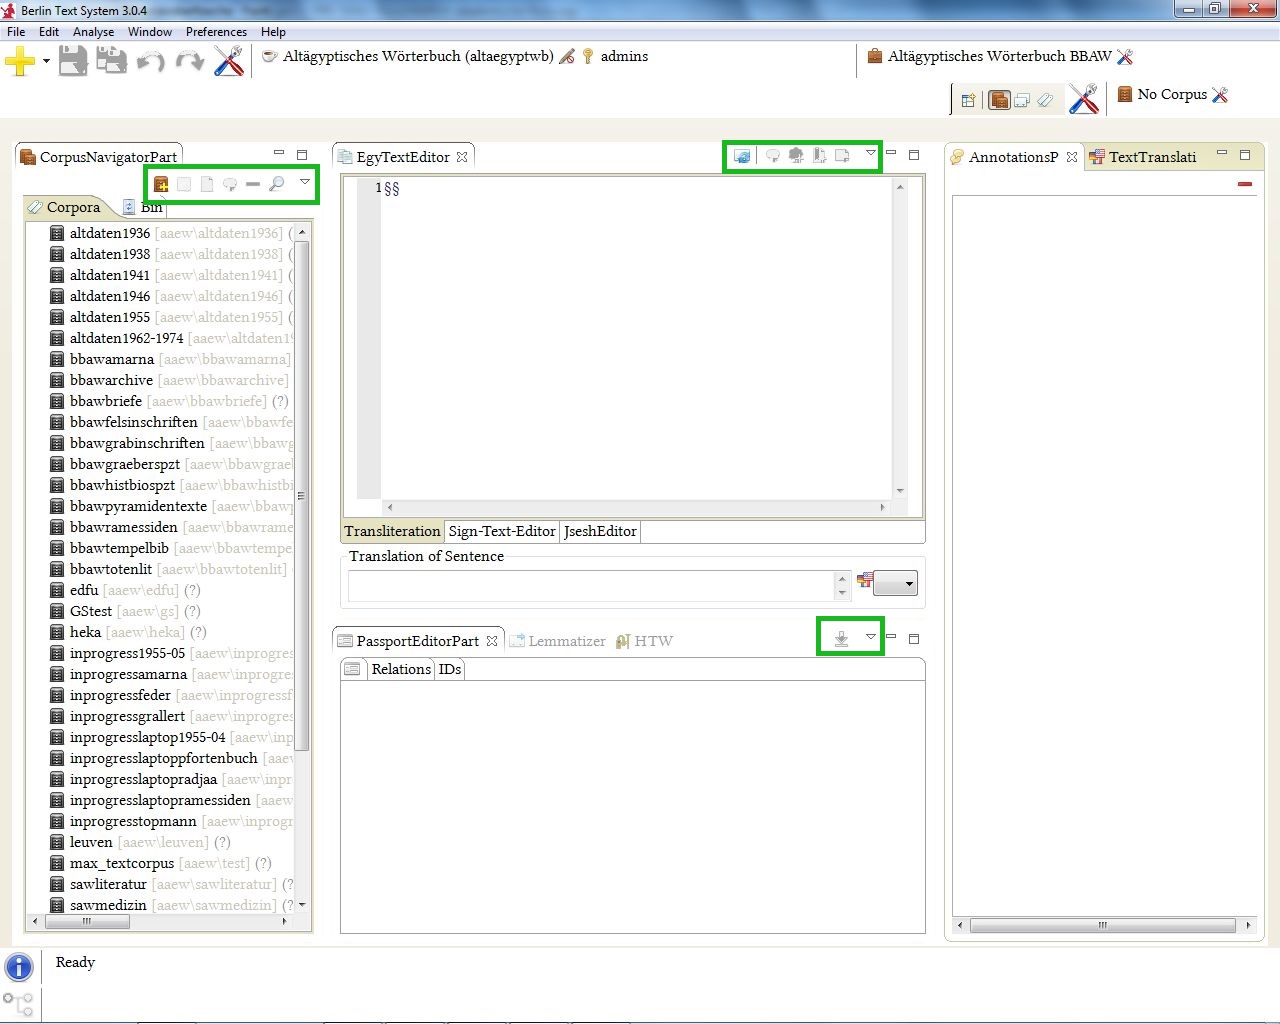 Berlin Text System 3.0.4
File Edit Analyse Window Preferences Help
Altägyptisches Wörterbuch (altaegyptwb) admins
Altägyptisches Wörterbuch BBAW
No Corpus
CorpusNavigatorPart
Corpora Bin
altdaten1936 [aaew\altdaten1936] (
altdaten1938 [aaew\altdaten1938] (
altdaten1941 [aaew\altdaten1941] (
altdaten1946 [aaew\altdaten1946] (
altdaten1955 [aaew\altdaten1955] (
altdaten1962-1974 [aaew\altdaten19
bbawamarna [aaew\bbawamarna]
bbawarchive [aaew\bbawarchive]
bbawbriefe [aaew\bbawbriefe] (?)
bbawfelsinschriften [aaew\bbawfe
bbawgrabinschriften [aaew\bbawg
bbawgraeberspzt [aaew\bbawgrael
bbawhistbiospzt [aaew\bbawhistbi
bbawpyramidentexte [aaew\bbawp
bbawramessiden [aaew\bbawrame
bbawtempelbib [aaew\bbawtempe
bbawtotenlit [aaew\bbawtotenlit]
edfu [aaew\edfu] (?)
GStest [aaew\gs] (?)
heka [aaew\heka] (?)
inprogress1955-05 [aaew\inprogres
inprogressamarna [aaew\inprogres
inprogressfeder [aaew\inprogressf
inprogressgrallert [aaew\inprogress
inprogresslaptop1955-04 [aaew\inp
inprogresslaptoppfortenbuch [aaew
inprogresslaptopradjaa [aaew\inpr
inprogresslaptopramessiden [aaew
inprogresstopmann [aaew\inprogr
leuven [aaew\leuven] (?)
max_textcorpus [aaew\test] (?)
sawliteratur [aaew\sawliteratur] (?
sawmedizin [aaew\sawmedizin] (?
EgyTextEditor
1 §§
Transliteration Sign-Text-Editor JseshEditor
Translation of Sentence
PassportEditorPart Lemmatizer HTW
Relations IDs
AnnotationsP TextTranslati
Ready